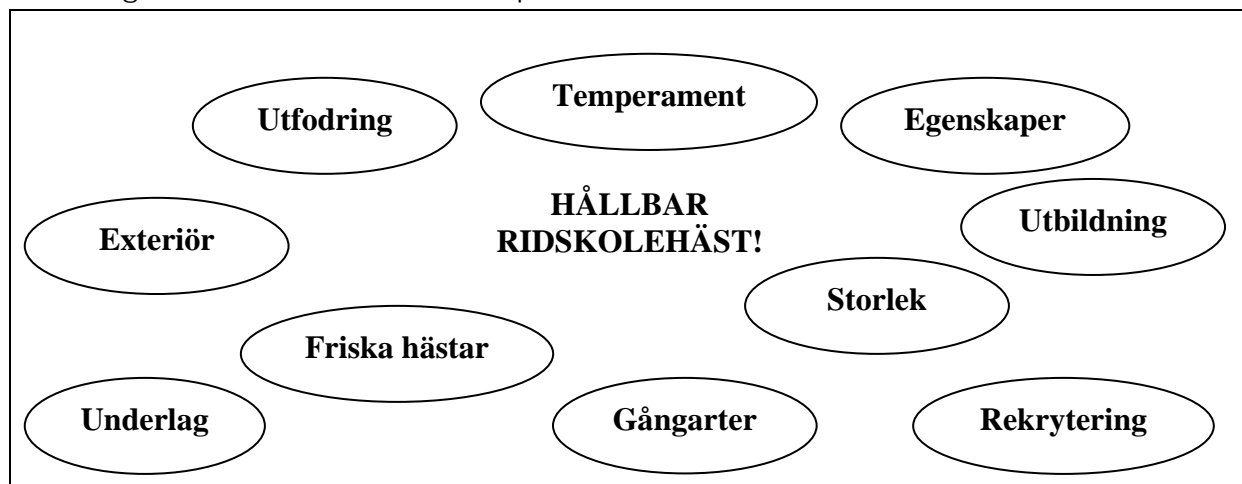 Temperament
Utfodring
Egenskaper
HÅLLBAR
RIDSKOLEHÄST!
Utbildning
Exteriör
Storlek
Friska hästar
Underlag
Gångarter
Rekrytering